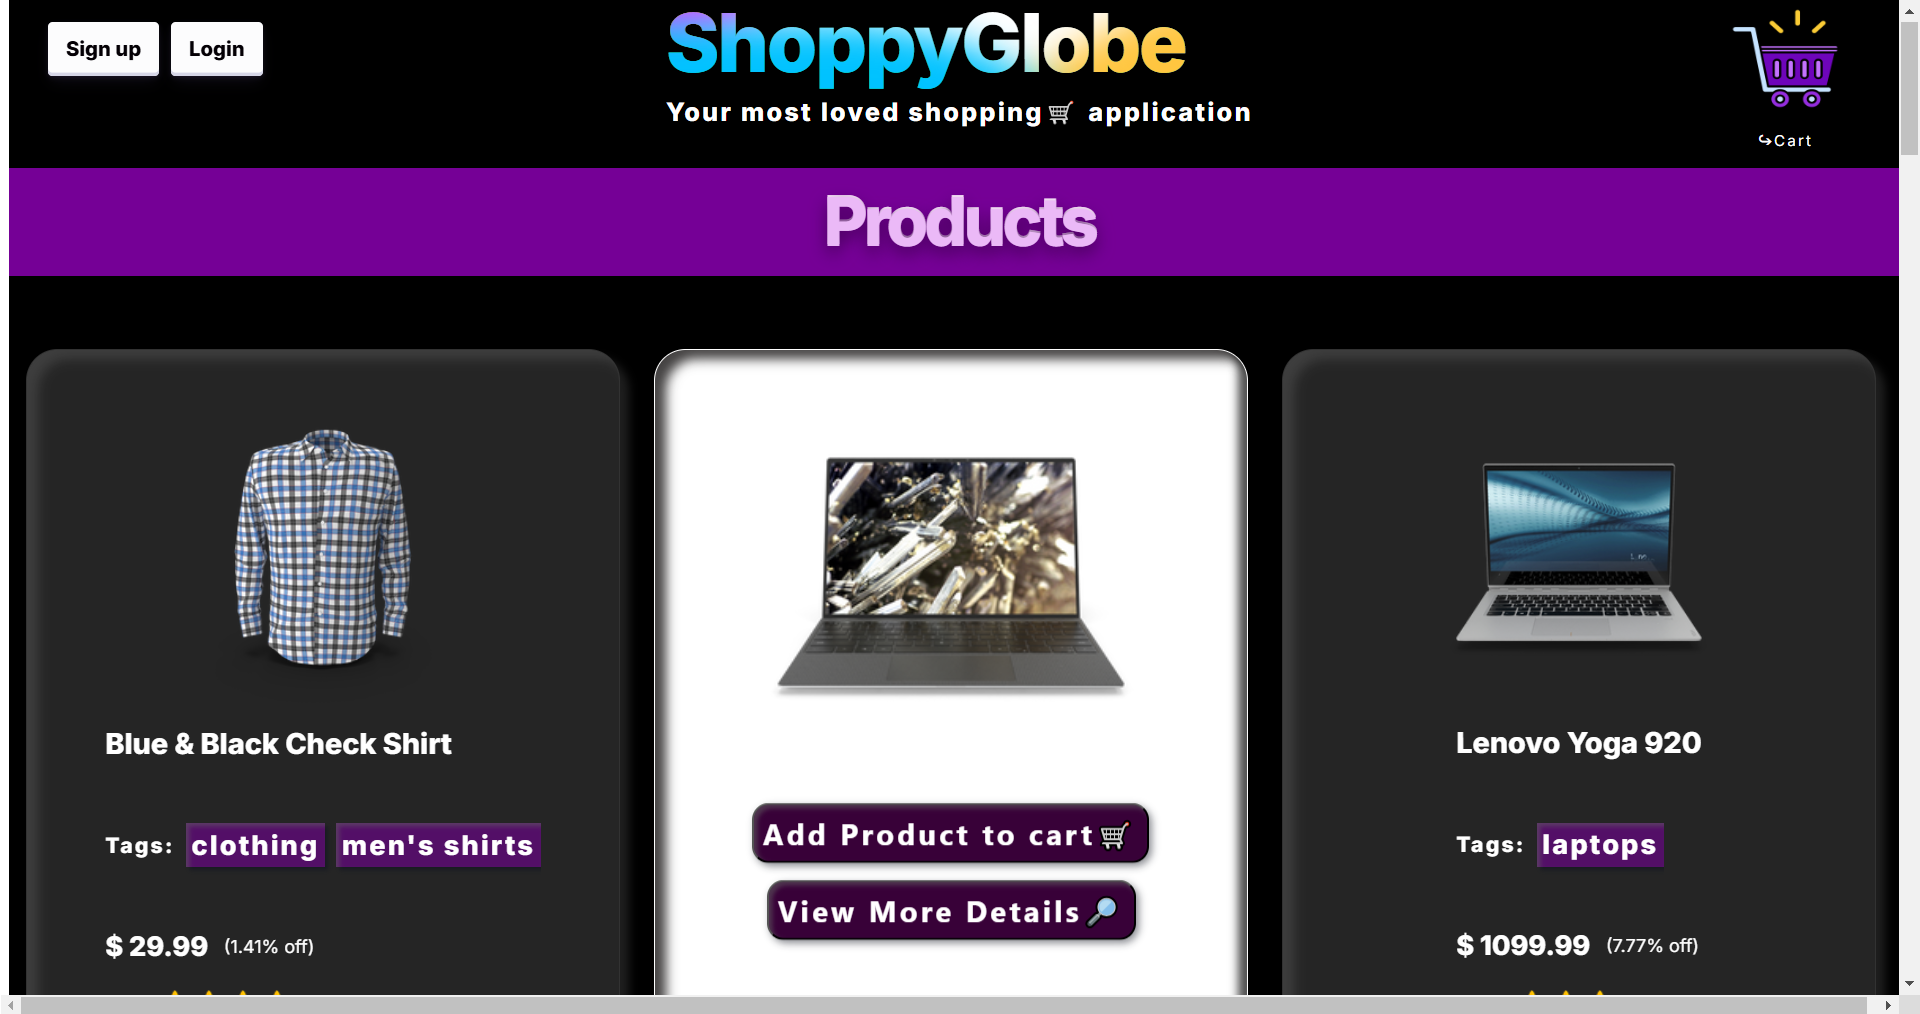 Sign up
Login
ShoppyGlobe
Your most loved shopping🛒 application
↪Cart
Products
Blue & Black Check Shirt
Tags: clothing men's shirts
$ 29.99 (1.41% off)
Add Product to cart🛒
View More Details🔎
Lenovo Yoga 920
Tags: laptops
$ 1099.99 (7.77% off)